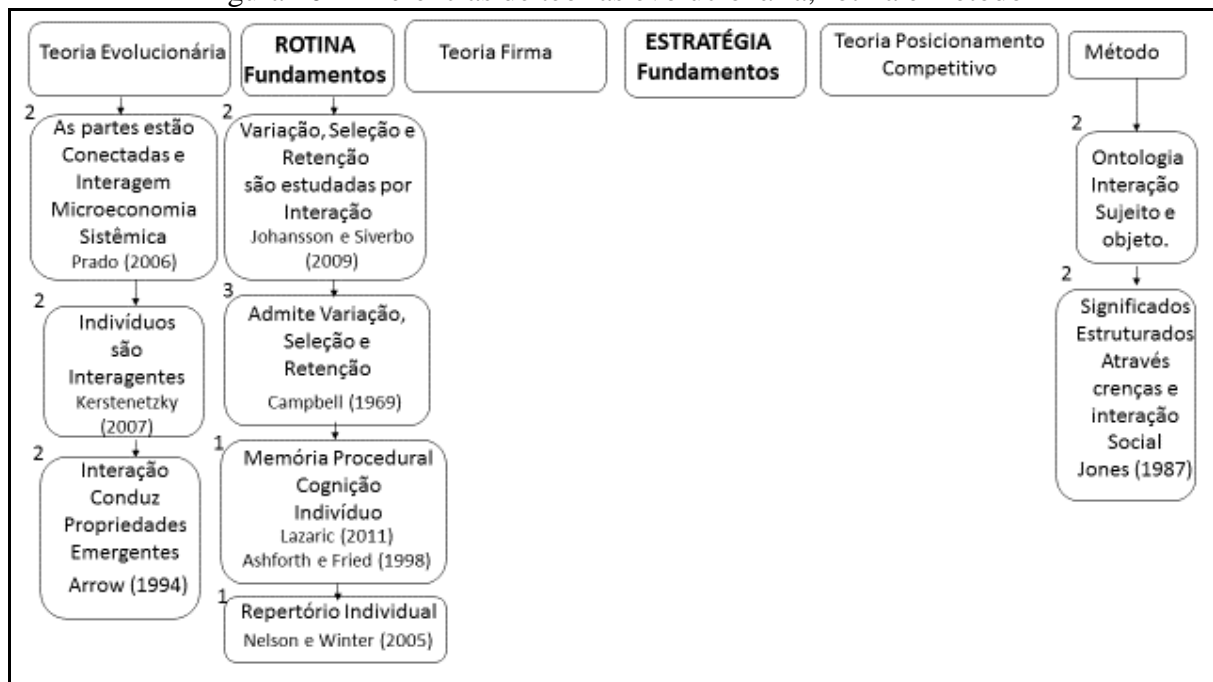 Teoria Evolucionária
ROTINA
Fundamentos
Teoria Firma
ESTRATÉGIA
Fundamentos
Teoria Posicionamento
Competitivo
Método
2
As partes estão
Conectadas e
Interagem
Microeconomia
Sistêmica
Prado (2006)
2
Indivíduos
são
Interagentes
Kerstenetzky
(2007)
2
Interação
Conduz
Propriedades
Emergentes
Arrow (1994)
2
Variação, Seleção e
Retenção
são estudadas por
Interação
Johansson e Siverbo
(2009)
3
Admite Variação,
Seleção e
Retenção
Campbell (1969)
1
Memória Procedural
Cognição
Indivíduo
Lazaric (2011)
Ashforth e Fried (1998)
1
Repertório Individual
Nelson e Winter (2005)
2
Ontologia
Interação
Sujeito e
objeto.
2
Significados
Estruturados
Através
crenças e
interação
Social
Jones (1987)